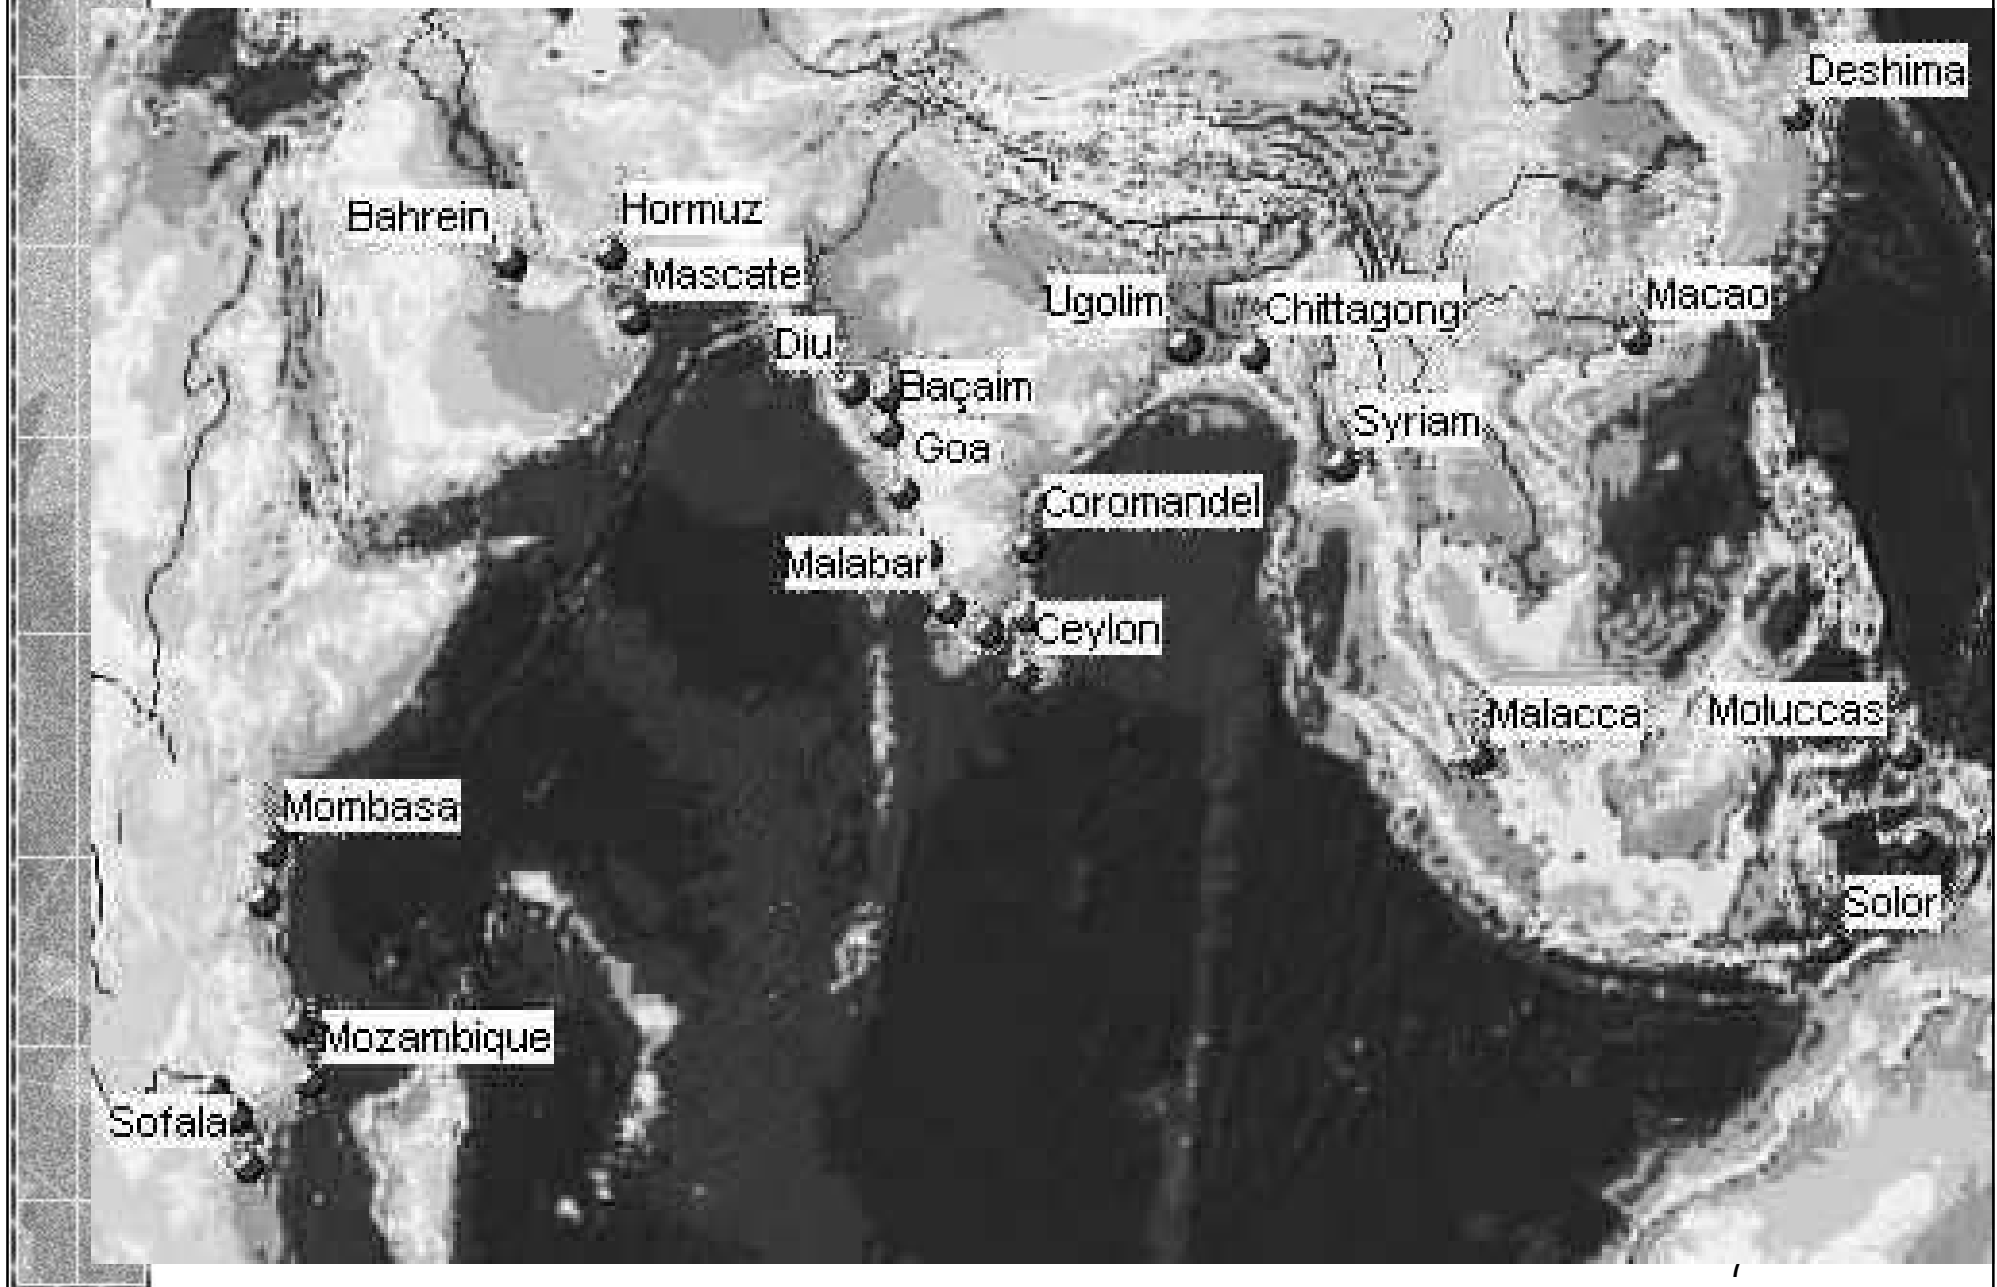 Deshima
Bahrein
Hormuz
Mascate
Ugolim
Chittagong
Macao
Diu
Baçaim
Goa
Syriam
Coromandel
Malabar
Ceylon
Malacca
Moluccas
Mombasa
Solor
Mozambique
Sofala